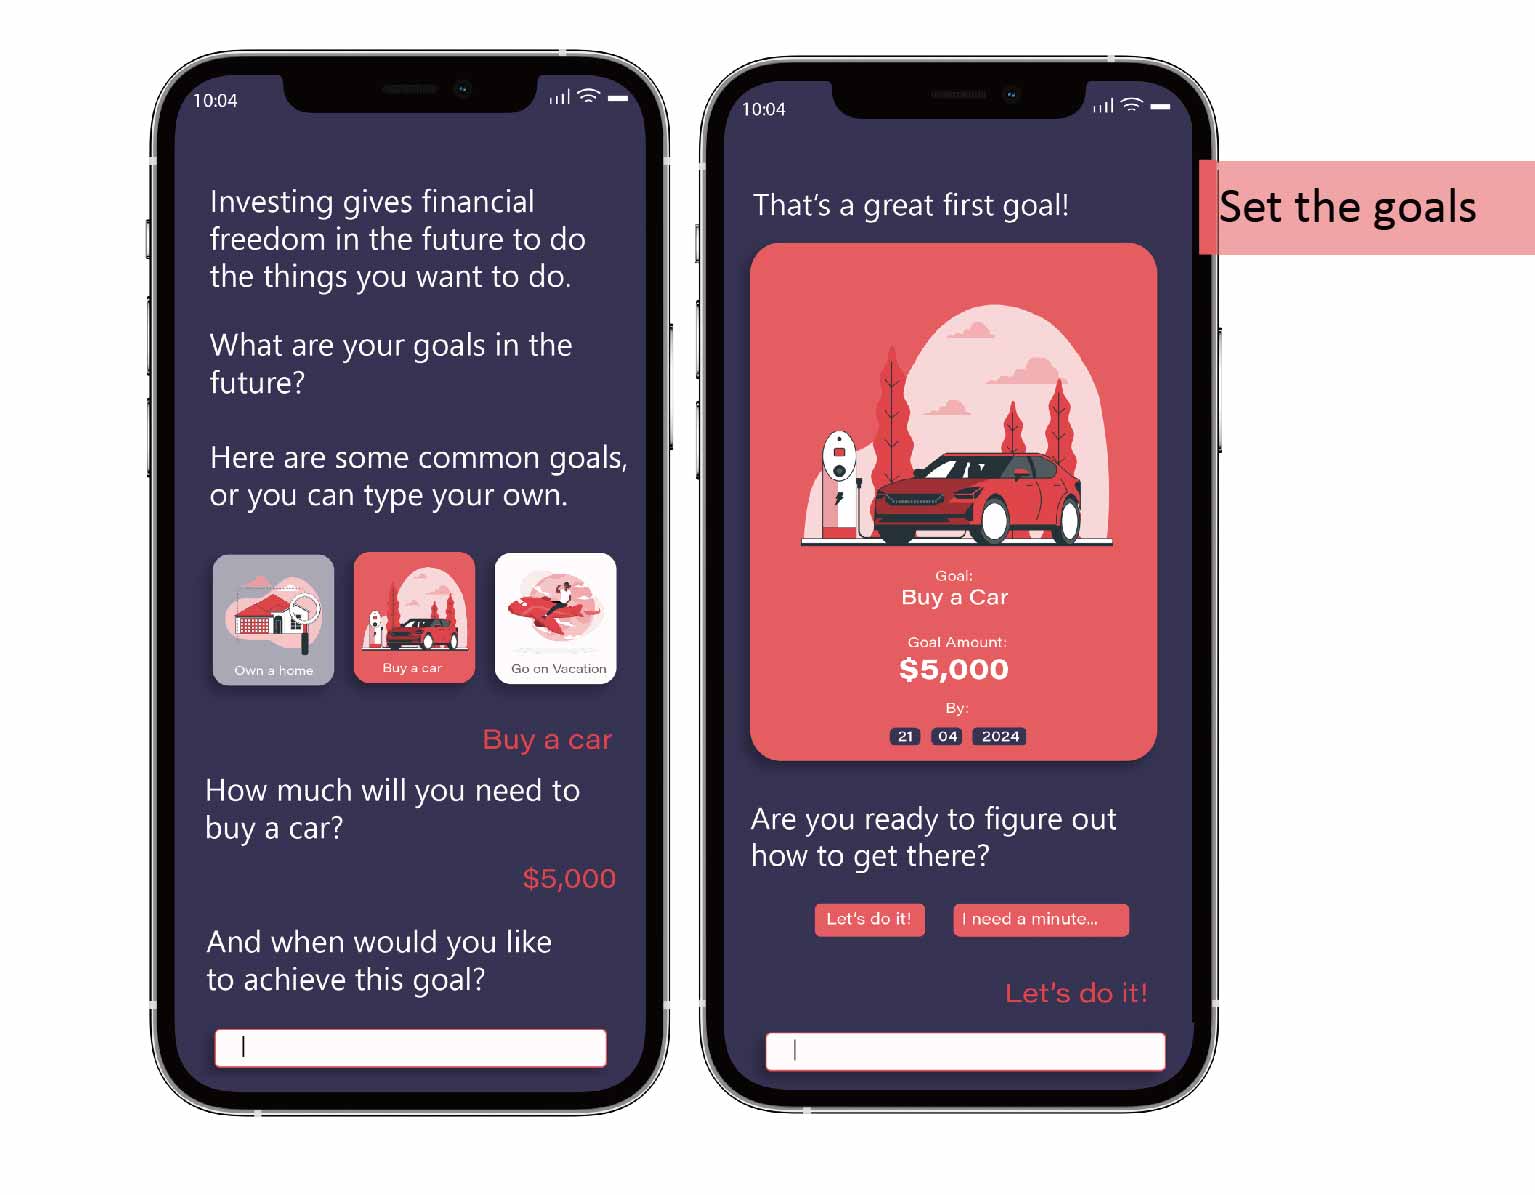 10:04
Investing gives financial
freedom in the future to do
the things you want to do.
What are your goals in the
future?
Here are some common goals,
or you can type your own.
Own a home
Buy a car
Go on Vacation
Buy a car
How much will you need to
buy a car?
$5,000
And when would you like
to achieve this goal?
10:04
That's a great first goal!
Goal:
Buy a Car
Goal Amount:
$5,000
By:
21 04 2024
Are you ready to figure out
how to get there?
Let's do it!
I need a minute...
Let's do it!
Set the goals